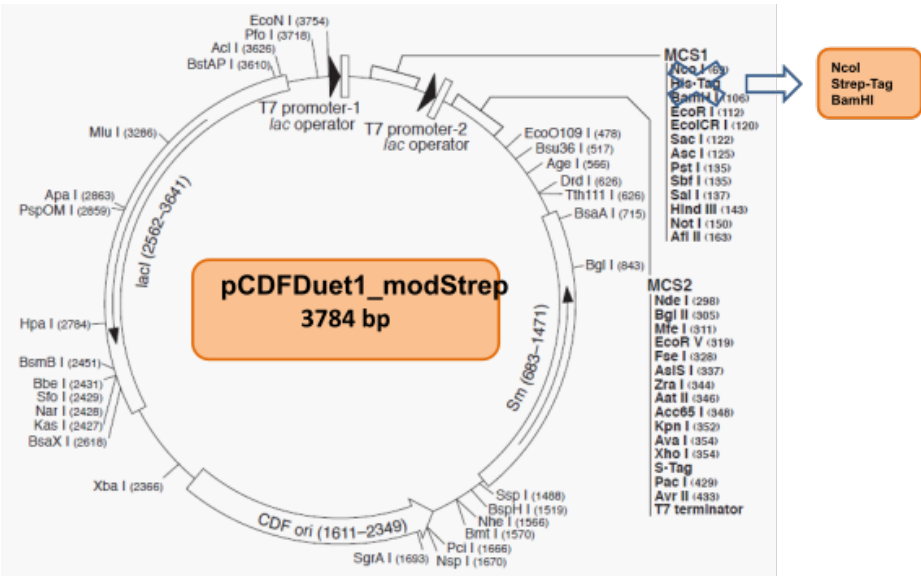 EcoN I (3754)
Pfo I (3718)
Acl I (3626)
BstAP I (3610)
Mlu I (3286)
Apa I (2863)
PspOM I (2859)
Hpa I (2784)
BsmB I (2451)
Bbe I (2431)
Sfo I (2429)
Nar I (2428)
Kas I (2427)
BsaX I (2618)
Xba I (2366)
lacI (2562–3641)
T7 promoter-1
lac operator
T7 promoter-2
lac operator
EcoO109 I (478)
Bsu36 I (517)
Age I (566)
Drd I (626)
Tth111 I (626)
BsaA I (715)
Bgl I (843)
Sm (683–1471)
Ssp I (1488)
BspH I (1519)
Nhe I (1566)
Bmt I (1570)
Pci I (1666)
Nsp I (1670)
SgrA I (1693)
CDF ori (1611–2349)
pCDFDuet1_modStrep
3784 bp
MCS1
Nco I (69)
His•Tag
BamH I (106)
EcoR I (112)
EcoICR I (120)
Sac I (122)
Asc I (125)
Pst I (135)
Sbf I (135)
Sal I (137)
Hind III (143)
Not I (150)
Afl II (163)
NcoI
Strep-Tag
BamHI
MCS2
Nde I (298)
Bgl II (305)
Mfe I (311)
EcoR V (319)
Fse I (328)
AsiS I (337)
Zra I (344)
Aat II (346)
Acc65 I (348)
Kpn I (352)
Ava I (354)
Xho I (354)
S•Tag
Pac I (429)
Avr II (433)
T7 terminator